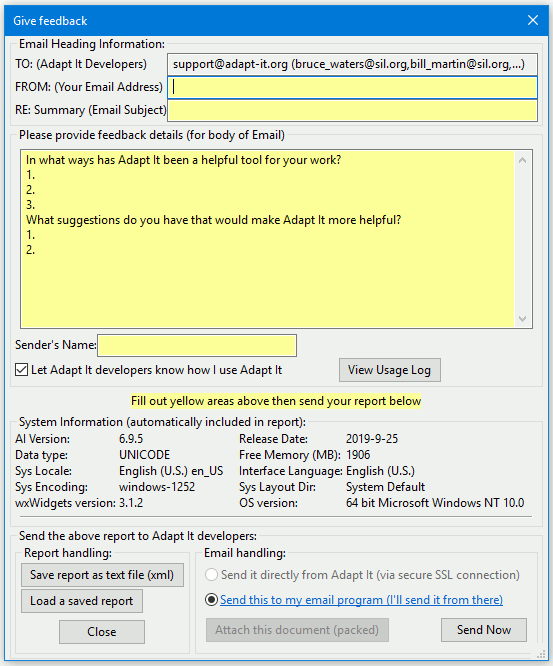 Give feedback
Email Heading Information:
TO: (Adapt It Developers) support@adapt-it.org (bruce_waters@sil.org,bill_martin@sil.org,...)
FROM: (Your Email Address)
RE: Summary (Email Subject)
Please provide feedback details (for body of Email)
In what ways has Adapt It been a helpful tool for your work?
1.
2.
3.
What suggestions do you have that would make Adapt It more helpful?
1.
2.
Sender's Name:
Let Adapt It developers know how I use Adapt It View Usage Log
Fill out yellow areas above then send your report below
System Information (automatically included in report):
AI Version: 6.9.5 Release Date: 2019-9-25
Data type: UNICODE Free Memory (MB): 1906
Sys Locale: English (U.S.) en_US Interface Language: English (U.S.)
Sys Encoding: windows-1252 Sys Layout Dir: System Default
wxWidgets version: 3.1.2 OS version: 64 bit Microsoft Windows NT 10.0
Send the above report to Adapt It developers:
Report handling: Email handling:
Save report as text file (xml) Send it directly from Adapt It (via secure SSL connection)
Load a saved report Send this to my email program (I'll send it from there)
Close Attach this document (packed) Send Now